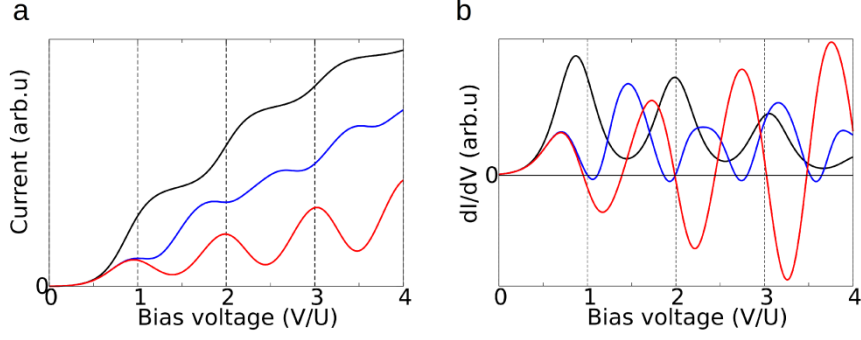 a
Current (arb.u)
0
0 1 2 3 4
Bias voltage (V/U)
b
dI/dV (arb.u)
0
0 1 2 3 4
Bias voltage (V/U)